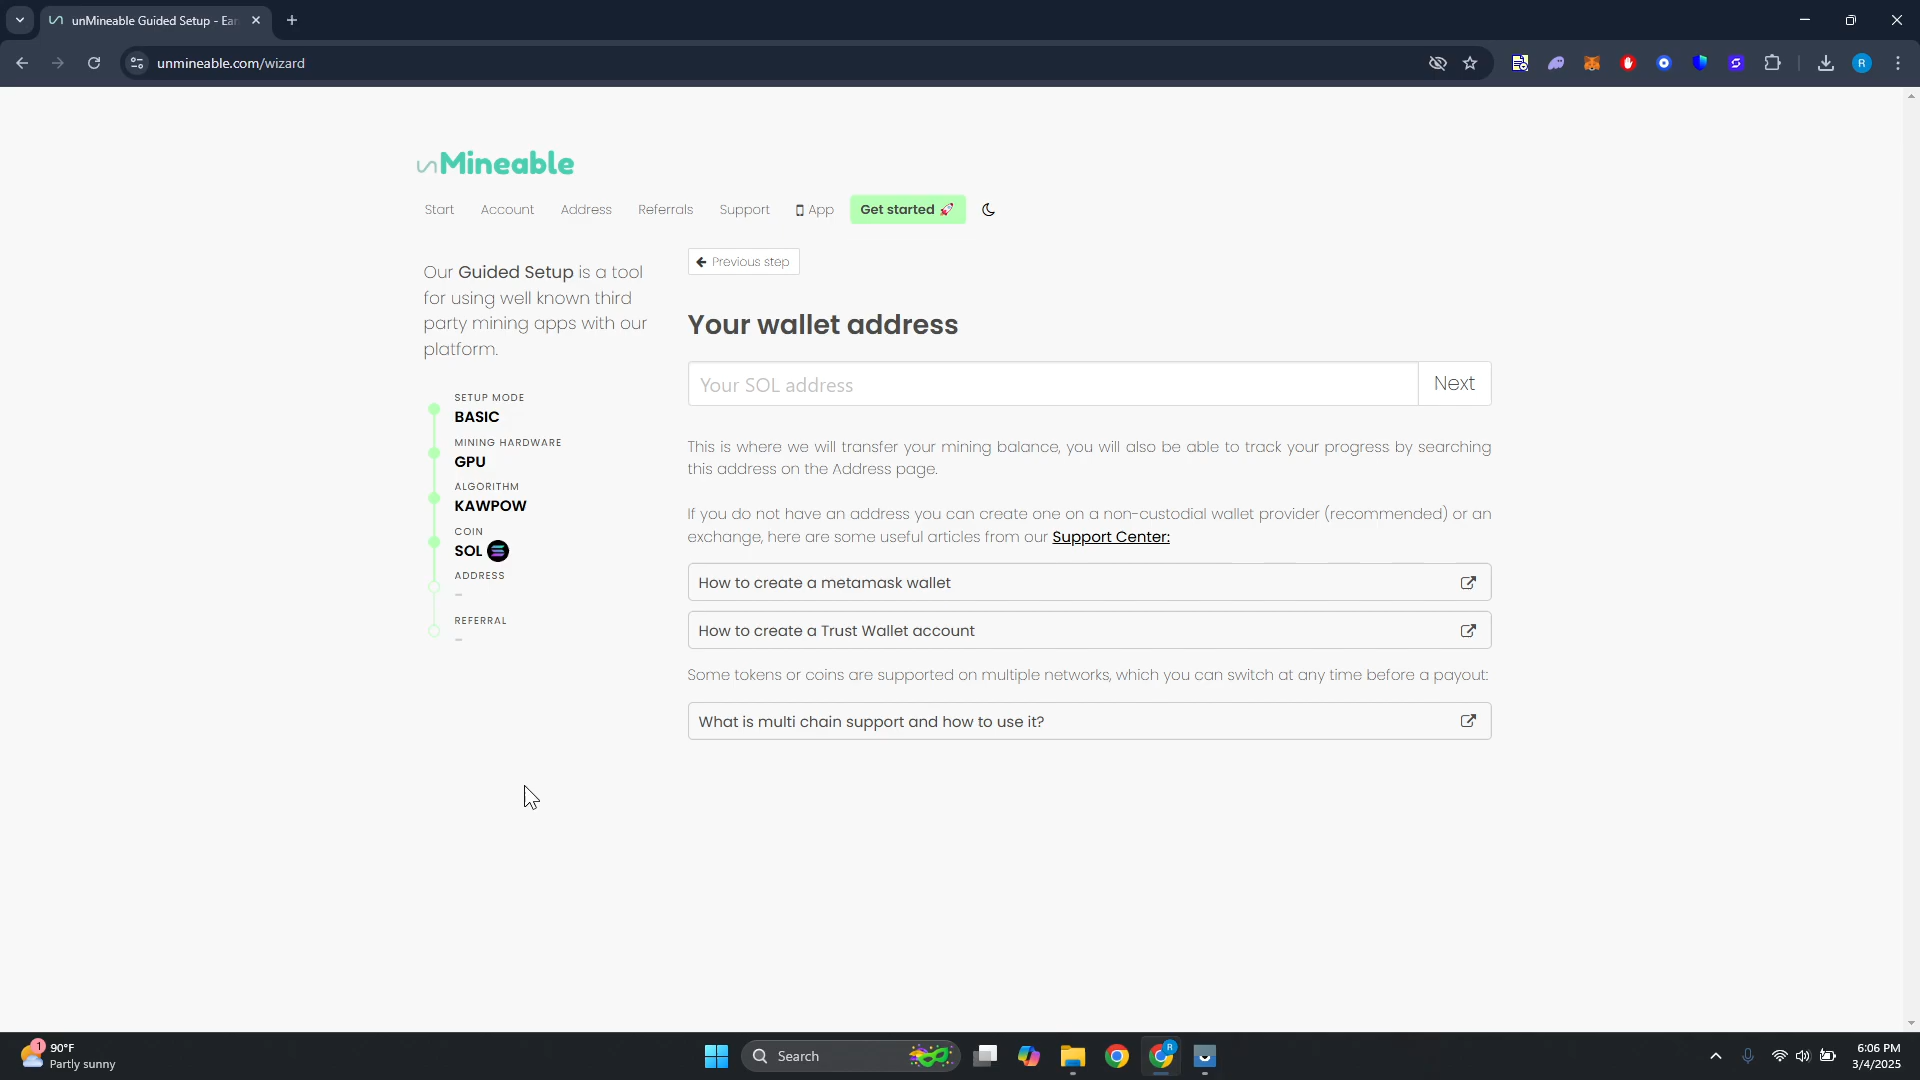 unMineable Guided Setup - Ear
unmineable.com/wizard
R
unMineable
Start
Account
Address
Referrals
Support
App
Get started 🚀
Our Guided Setup is a tool
for using well known third
party mining apps with our
platform.
SETUP MODE
BASIC
MINING HARDWARE
GPU
ALGORITHM
KAWPOW
COIN
SOL
ADDRESS
–
REFERRAL
–
Previous step
Your wallet address
Your SOL address
Next
This is where we will transfer your mining balance, you will also be able to track your progress by searching
this address on the Address page.
If you do not have an address you can create one on a non-custodial wallet provider (recommended) or an
exchange, here are some useful articles from our Support Center:
How to create a metamask wallet
How to create a Trust Wallet account
Some tokens or coins are supported on multiple networks, which you can switch at any time before a payout:
What is multi chain support and how to use it?
1
90°F
Partly sunny
Search
R
6:06 PM
3/4/2025